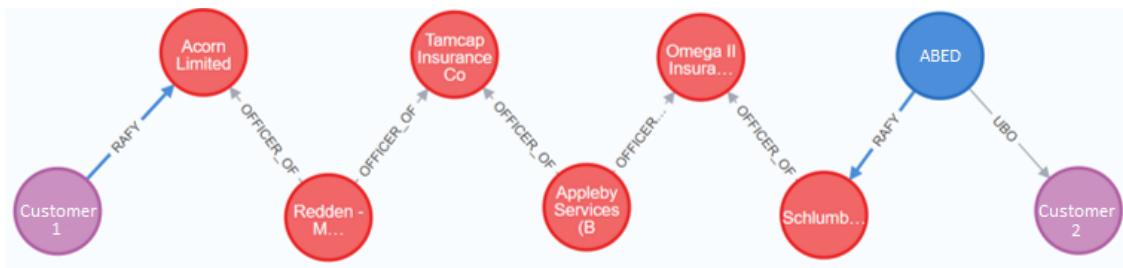 Acorn
Limited
Tamcap
Insurance
Co
Omega II
Insura...
ABED
RAFY
OFFICER_OF
OFFICER_OF
OFFICER_OF
OFFICER...
OFFICER_OF
RAFY
UBO
Customer
1
Redden -
M...
Appleby
Services
(B
Schlumb...
Customer
2